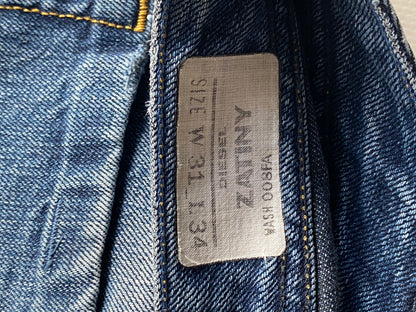 DIESEL
ZATINY
WASH 008FA
SIZE W 31 L 34